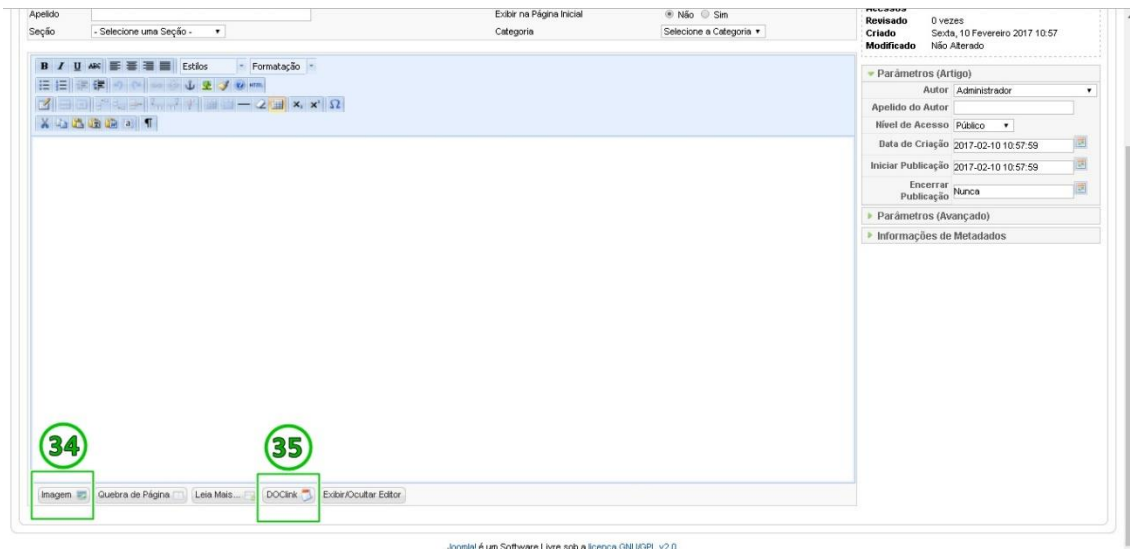 Apelido
Exibir na Página Inicial
Não
Sim
Seção
- Selecione uma Seção -
Categoria
Selecione a Categoria
Acessos
Revisado 0 vezes
Criado Sexta, 10 Fevereiro 2017 10:57
Modificado Não Alterado
B I U ABC Estilos Formatação
HTML
Parâmetros (Artigo)
Autor Administrador
Apelido do Autor
Nível de Acesso Público
Data de Criação 2017-02-10 10:57:59
Iniciar Publicação 2017-02-10 10:57:59
Encerrar
Publicação Nunca
Parâmetros (Avançado)
Informações de Metadados
34
35
Imagem Quebra de Página Leia Mais... DOClink Exibir/Ocultar Editor
Joomla! é um Software Livre sob a licença GNU/GPL v2.0.